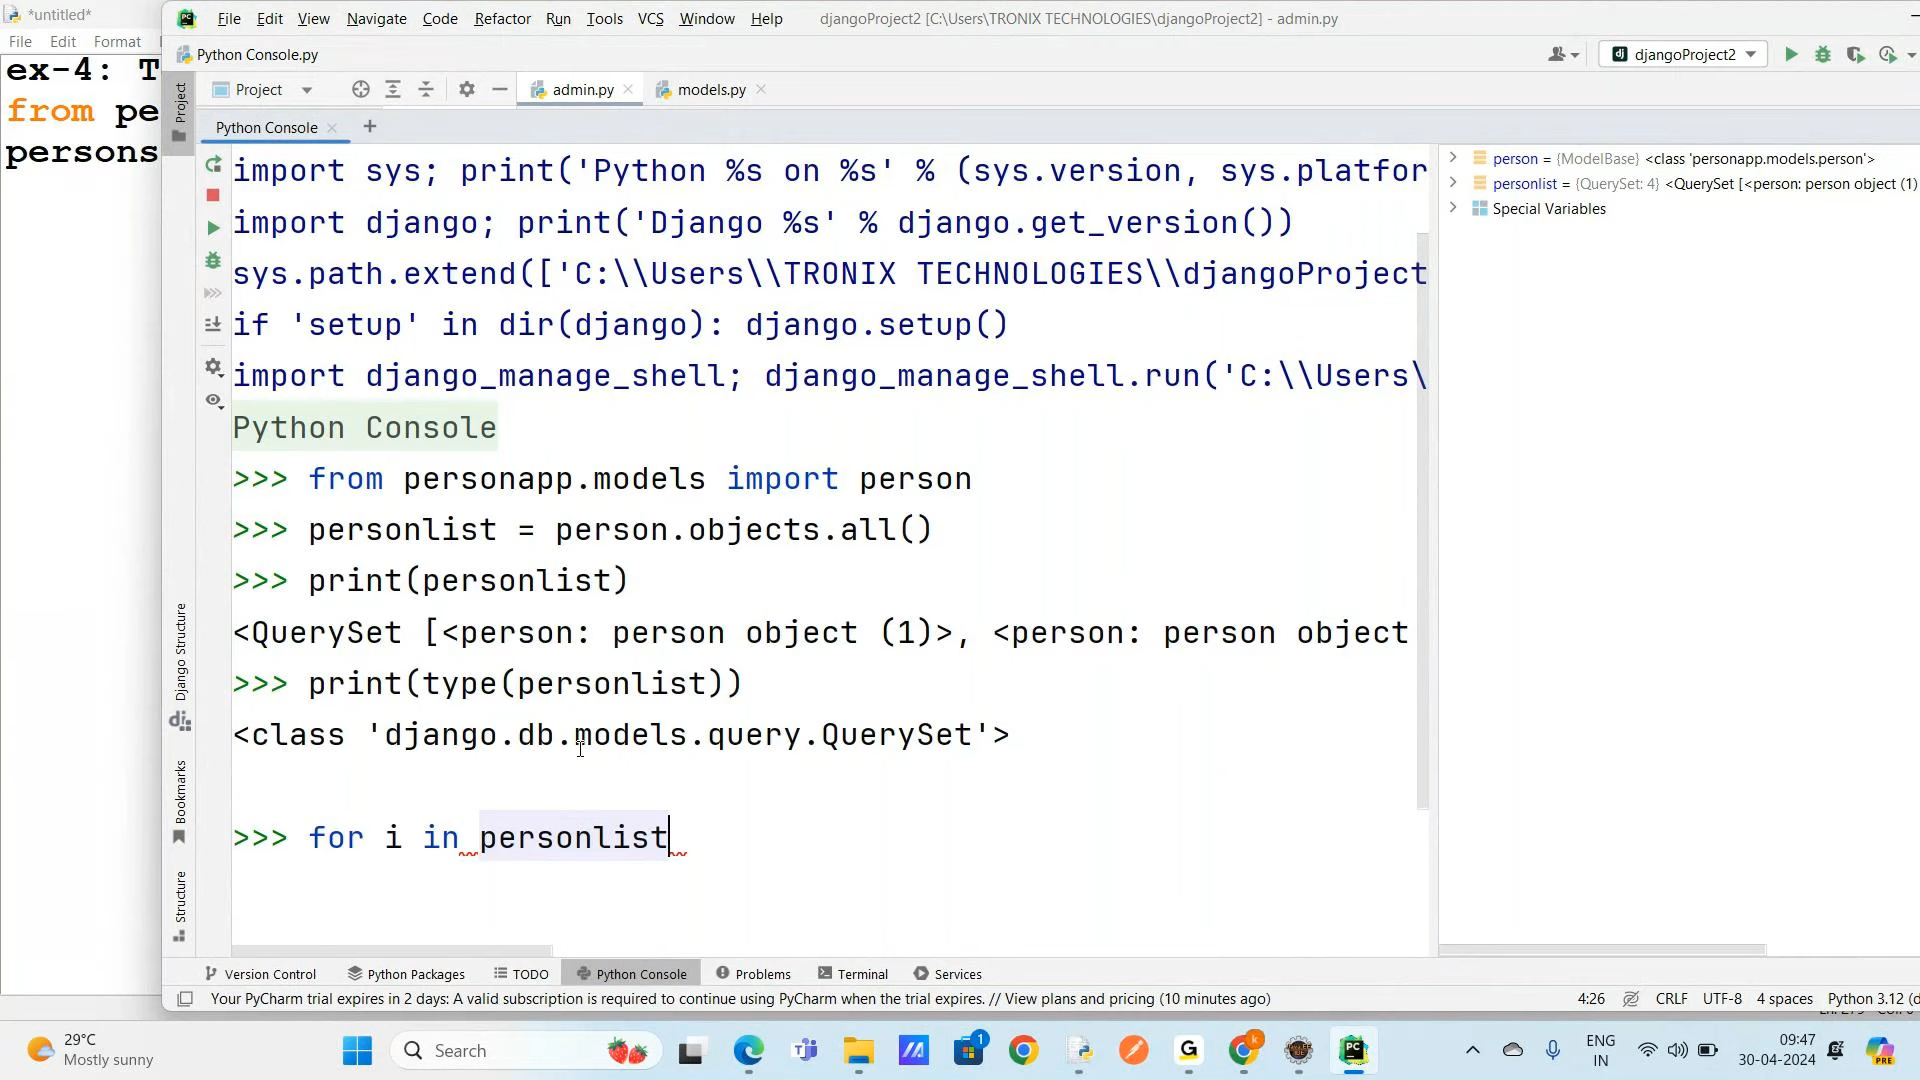 *untitled*
File Edit Format
ex-4: T
from pe
persons
File Edit View Navigate Code Refactor Run Tools VCS Window Help djangoProject2 [C:\Users\TRONIX TECHNOLOGIES\djangoProject2] - admin.py
Python Console.py
djangoProject2
Project
admin.py
models.py
Python Console
import sys; print('Python %s on %s' % (sys.version, sys.platfor
import django; print('Django %s' % django.get_version())
sys.path.extend(['C:\\Users\\TRONIX TECHNOLOGIES\\djangoProject
if 'setup' in dir(django): django.setup()
import django_manage_shell; django_manage_shell.run('C:\\Users\
Python Console
>>> from personapp.models import person
>>> personlist = person.objects.all()
>>> print(personlist)
<QuerySet [<person: person object (1)>, <person: person object
>>> print(type(personlist))
<class 'django.db.models.query.QuerySet'>
>>> for i in personlist
person = {ModelBase} <class 'personapp.models.person'>
personlist = {QuerySet: 4} <QuerySet [<person: person object (1)
Special Variables
Project
Django Structure
Bookmarks
Structure
Version Control Python Packages TODO Python Console Problems Terminal Services
Your PyCharm trial expires in 2 days: A valid subscription is required to continue using PyCharm when the trial expires. // View plans and pricing (10 minutes ago)
4:26 CRLF UTF-8 4 spaces Python 3.12 (d
29°C
Mostly sunny
Search
ENG
IN
09:47
30-04-2024